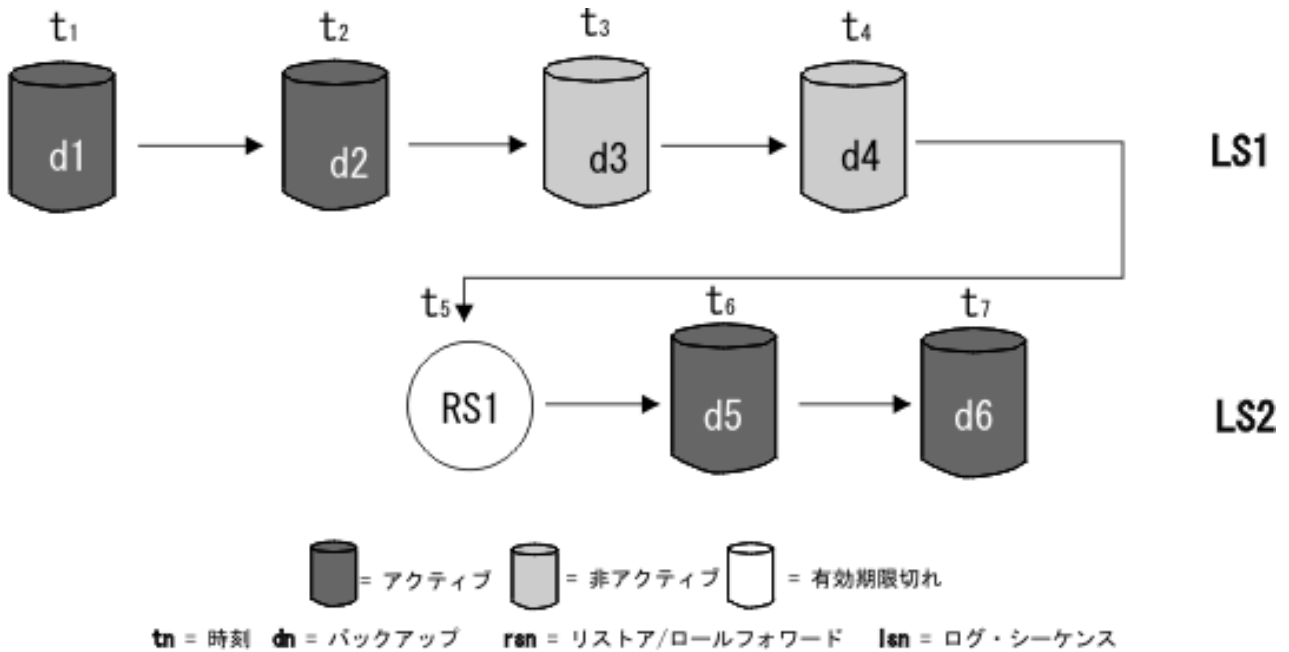 t₁ t₂ t₃ t₄
d1 d2 d3 d4 LS1
t₅ t₆ t₇
RS1 d5 d6 LS2
= アクティブ = 非アクティブ = 有効期限切れ
tn = 時刻 dn = バックアップ rsn = リストア/ロールフォワード lsn = ログ・シーケンス